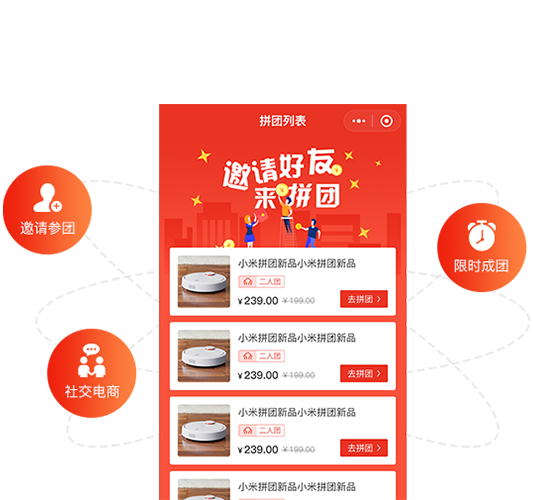 拼团列表
邀请好友
来拼团
邀请参团
限时成团
社交电商
小米拼团新品小米拼团新品
二人团
¥239.00 ¥199.00
去拼团
小米拼团新品小米拼团新品
二人团
¥239.00 ¥199.00
去拼团
小米拼团新品小米拼团新品
二人团
¥239.00 ¥199.00
去拼团
小米拼团新品小米拼团新品